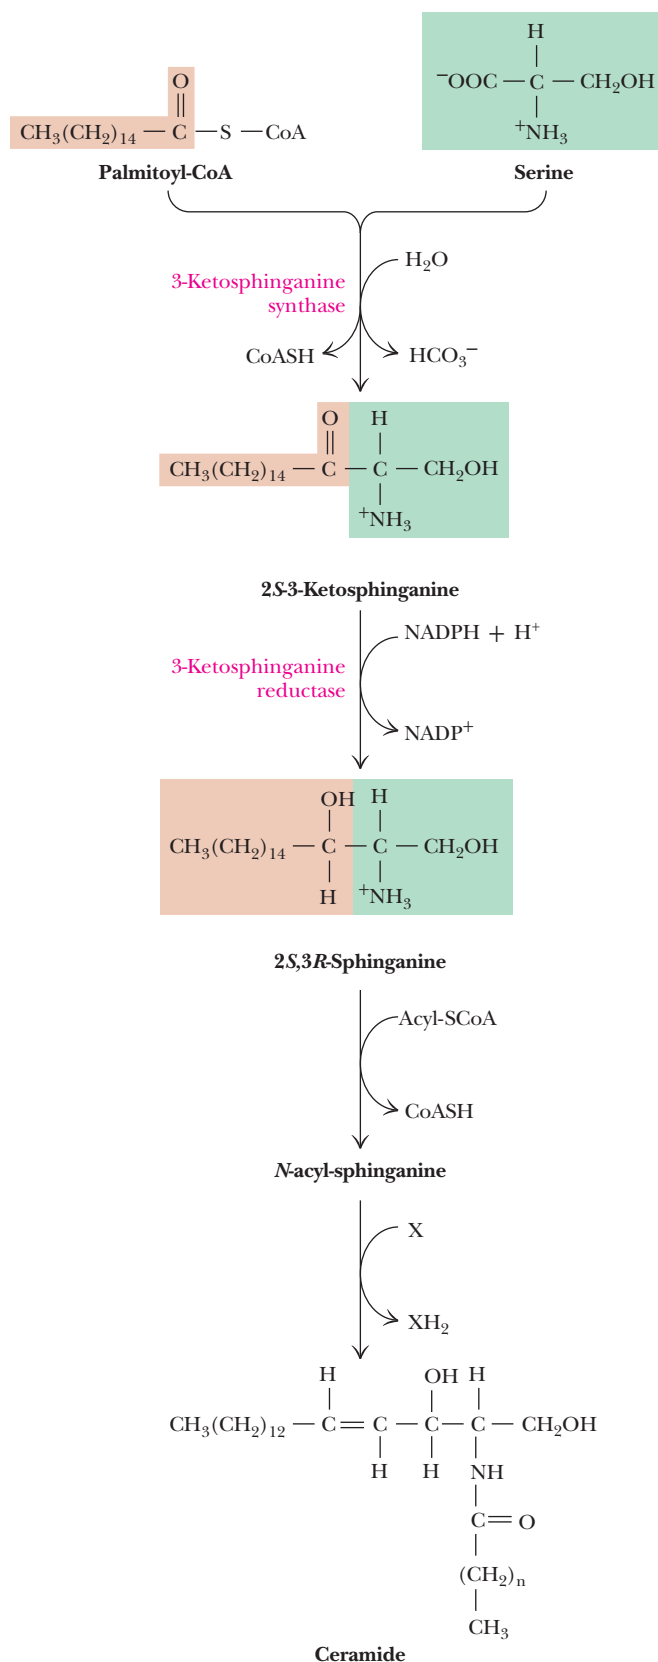 O
CH₃(CH₂)₁₄ — C — S — CoA
Palmitoyl-CoA
H
⁻OOC — C — CH₂OH
⁺NH₃
Serine
3-Ketosphinganine
synthase
H₂O
CoASH
HCO₃⁻
O H
CH₃(CH₂)₁₄ — C — C — CH₂OH
⁺NH₃
2S-3-Ketosphinganine
3-Ketosphinganine
reductase
NADPH + H⁺
NADP⁺
OH H
CH₃(CH₂)₁₄ — C — C — CH₂OH
H ⁺NH₃
2S,3R-Sphinganine
Acyl-SCoA
CoASH
N-acyl-sphinganine
X
XH₂
H OH H
CH₃(CH₂)₁₂ — C = C — C — C — CH₂OH
H H NH
C = O
(CH₂)ₙ
CH₃
Ceramide